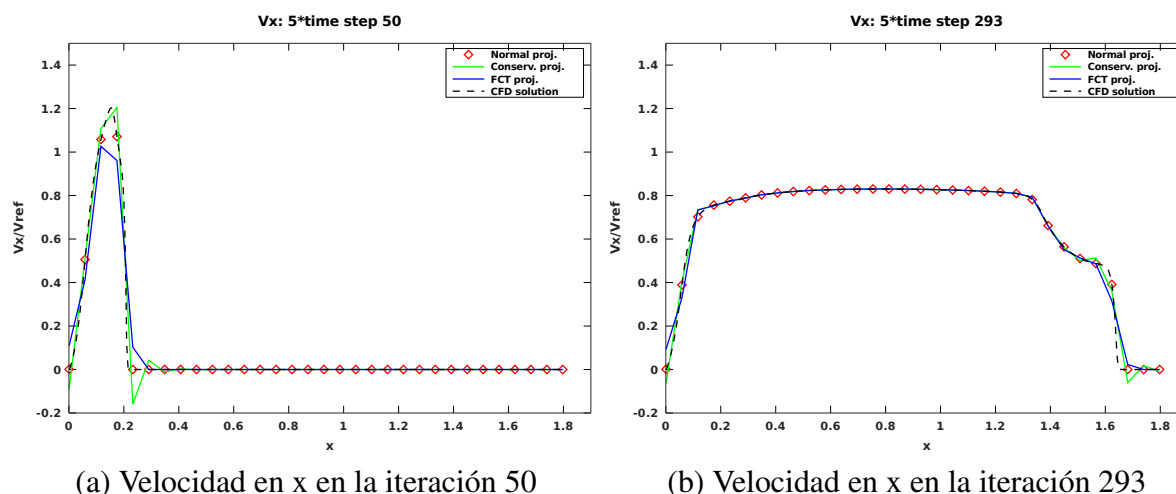 Vx: 5*time step 50
Normal proj.
Conserv. proj.
FCT proj.
CFD solution
1.4
1.2
1
0.8
0.6
0.4
0.2
0
-0.2
Vx/Vref
0 0.2 0.4 0.6 0.8 1 1.2 1.4 1.6 1.8
x
(a) Velocidad en x en la iteración 50
Vx: 5*time step 293
Normal proj.
Conserv. proj.
FCT proj.
CFD solution
1.4
1.2
1
0.8
0.6
0.4
0.2
0
-0.2
Vx/Vref
0 0.2 0.4 0.6 0.8 1 1.2 1.4 1.6 1.8
x
(b) Velocidad en x en la iteración 293